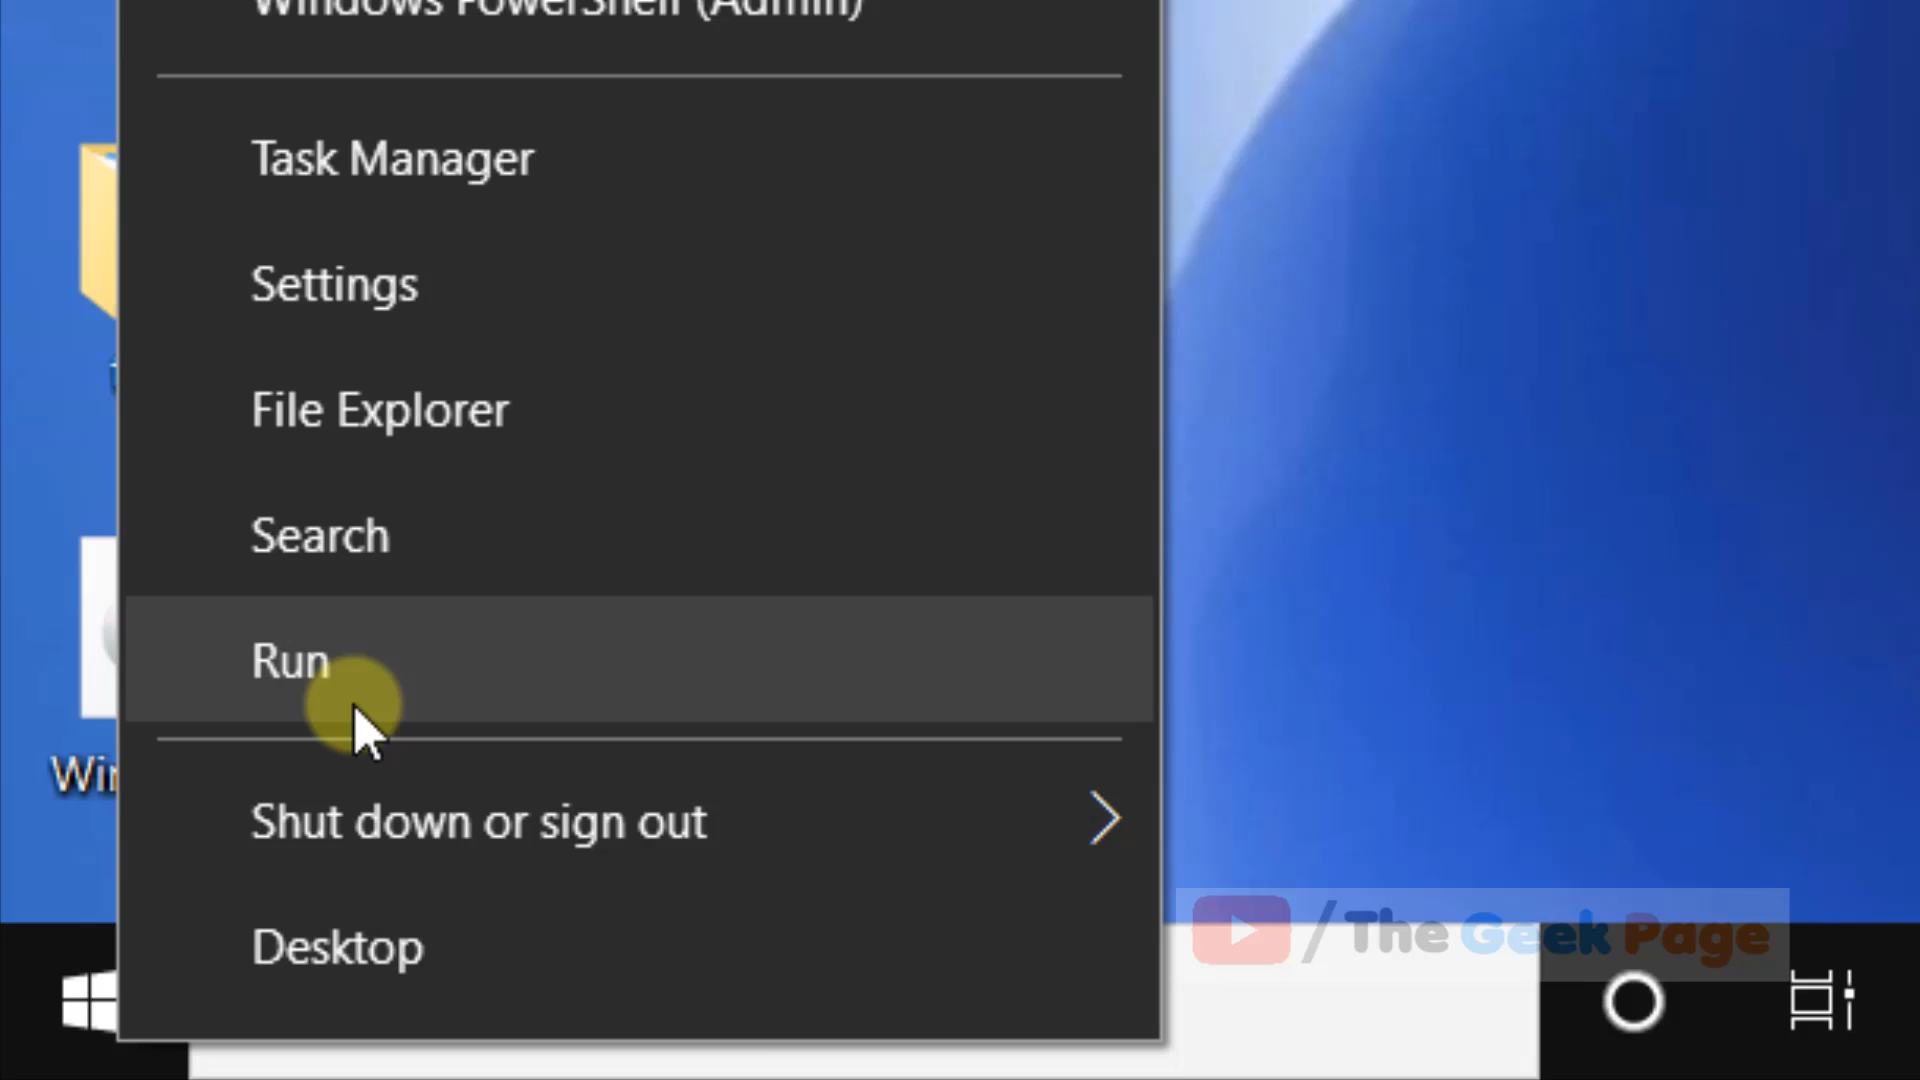 Windows PowerShell (Admin)
Task Manager
Settings
File Explorer
Search
Run
Shut down or sign out
Desktop
Win
/The Geek Page